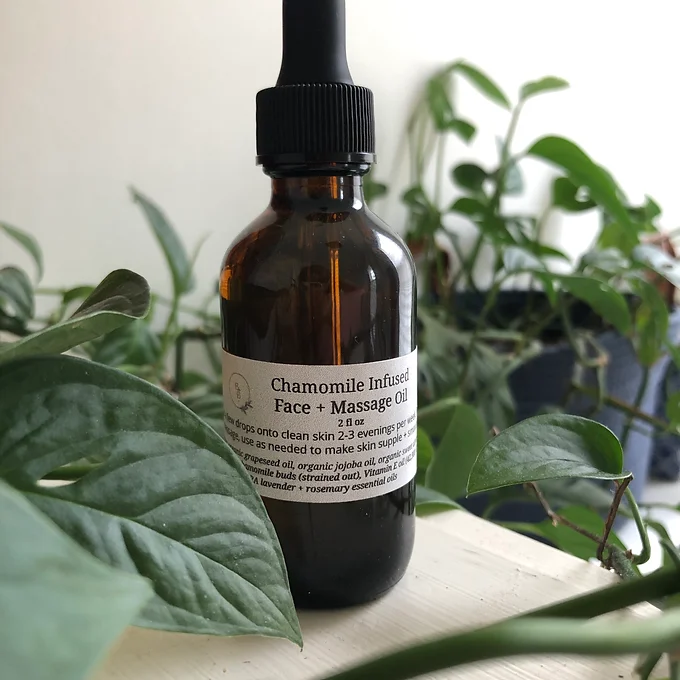 Chamomile Infused
Face + Massage Oil
2 fl oz
drops onto clean skin 2-3 evenings per
use as needed to make skin supple +
grapeseed oil, organic jojoba oil, organic
buds (strained out), Vitamin E oil
lavender + rosemary essential oils